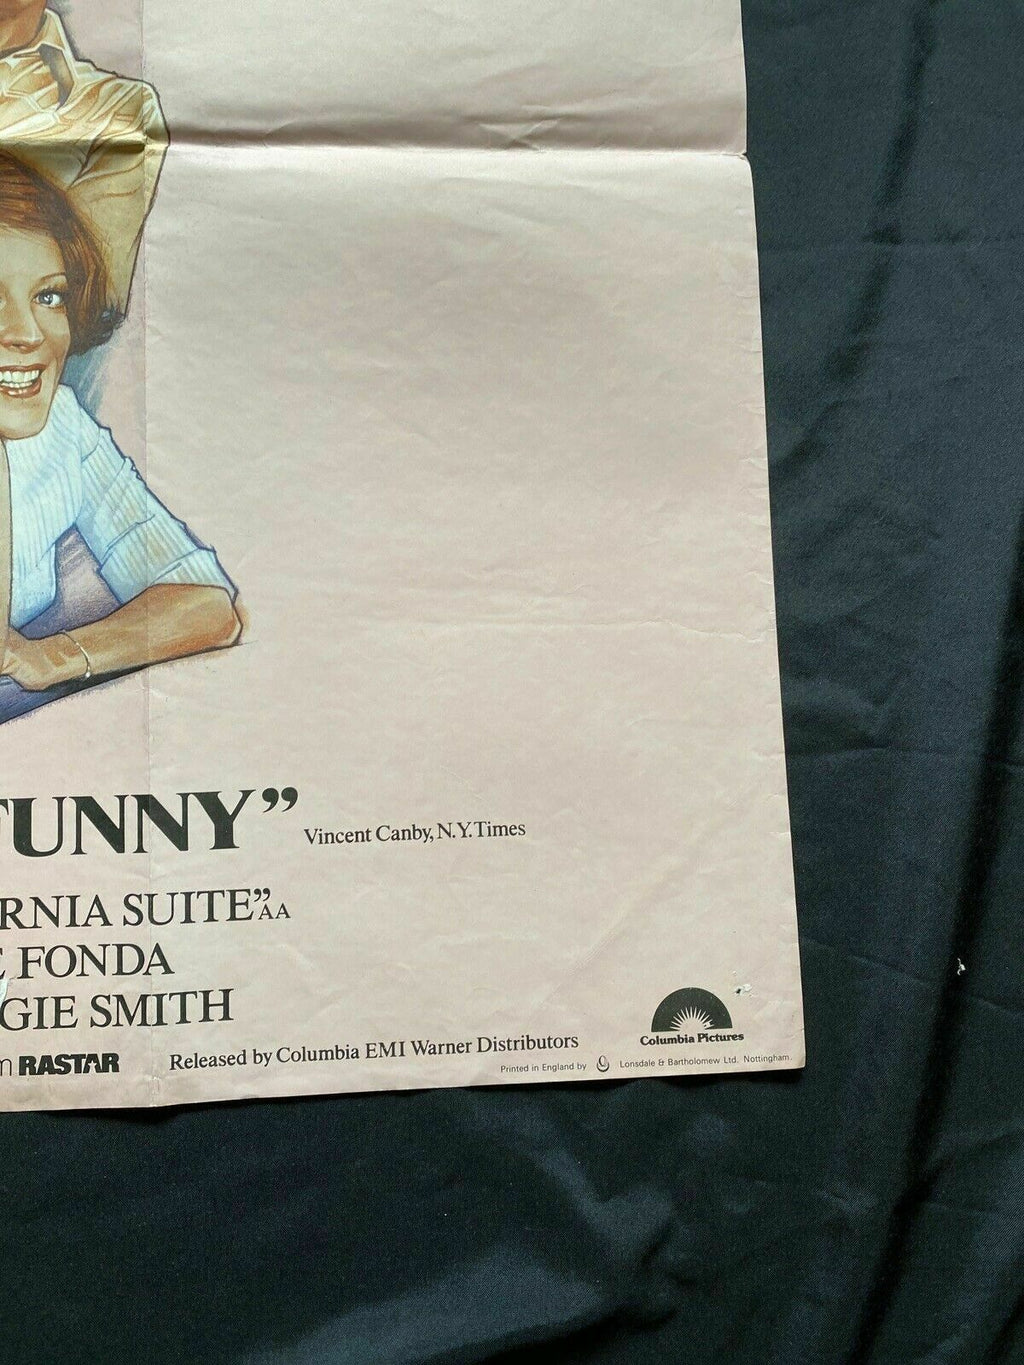 FUNNY”
Vincent Canby, N.Y. Times
RNIA SUITE” AA
E FONDA
GIE SMITH
m RASTAR
Released by Columbia EMI Warner Distributors
Columbia Pictures
Printed in England by Lonsdale & Bartholomew Ltd. Nottingham.